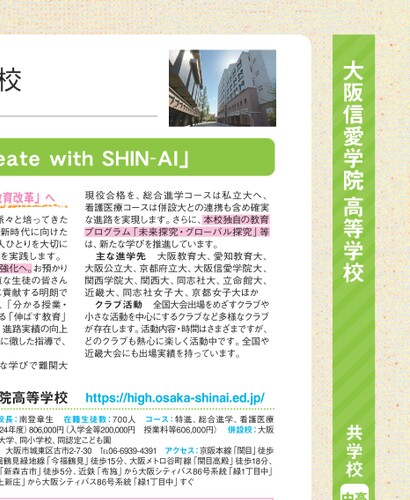 校
eate with SHIN-AI」
育改革」へ
々と培ってきた
新時代に向けた
人ひとりを大切に
を実践します。
強化へ。お預かり
な生徒の皆さん
に貢献する明朗で
、「分かる授業・
る「伸ばす教育」
進路実績の向上
に徹した指導で、
な学びで難関大
現役合格を、総合進学コースは私立大へ、
看護医療コースは併設大との連携も含め確実
な進路を実現します。さらに、本校独自の教育
プログラム「未来探究・グローバル探究」等
は、新たな学びを推進しています。
主な進学先 大阪教育大、愛知教育大、
大阪公立大、京都府立大、大阪信愛学院大、
関西学院大、関西大、同志社大、立命館大、
近畿大、同志社女子大、京都女子大ほか
クラブ活動 全国大会出場をめざすクラブや
小さな活動を中心にするクラブなど多様なクラブ
が存在します。活動内容・時間はさまざまですが、
どのクラブも熱心に楽しく活動中です。全国や
近畿大会にも出場実績を持っています。
院高等学校 https://high.osaka-shinai.ed.jp/
校長：南登章生 在籍生徒数：700人 コース：特進、総合進学、看護医療
24年度）806,000円（入学金等200,000円 授業料等606,000円） 併設校：大阪
大学、同小学校、同認定こども園
大阪市城東区古市2-7-30 TEL06-6939-4391 アクセス：京阪本線「関目」徒歩
鶴見緑地線「今福鶴見」徒歩15分、大阪メトロ谷町線「関目高殿」徒歩18分、
「新森古市」徒歩5分、近鉄「布施」から大阪シティバス86号系統「緑1丁目中」
上新庄」から大阪シティバス86号系統「緑1丁目中」すぐ
大阪信愛学院 高等学校
共学校
中高